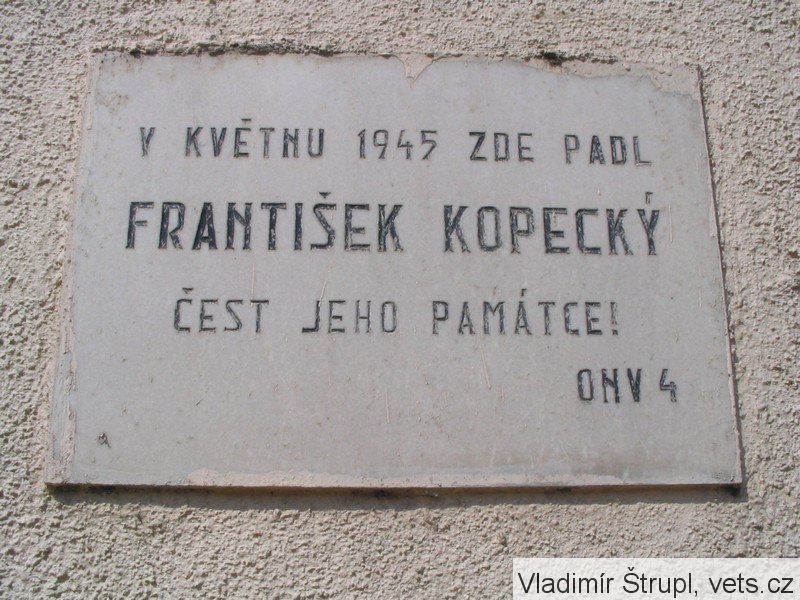 V KVĚTNU 1945 ZDE PADL
FRANTIŠEK KOPECKÝ
ČEST JEHO PAMÁTCE!
ONV 4
Vladimír Štrupl, vets.cz